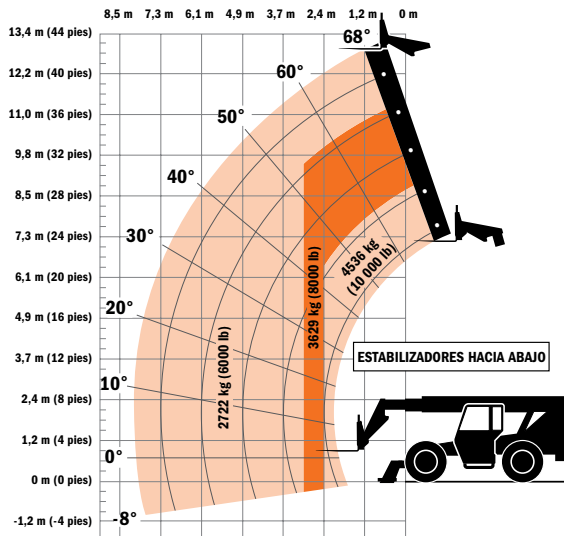 8,5 m 7,3 m 6,1 m 4,9 m 3,7 m 2,4 m 1,2 m 0 m
13,4 m (44 pies)
68°
12,2 m (40 pies)
60°
11,0 m (36 pies)
50°
9,8 m (32 pies)
40°
8,5 m (28 pies)
30°
7,3 m (24 pies)
4536 kg
(10 000 lb)
6,1 m (20 pies)
3629 kg (8000 lb)
20°
4,9 m (16 pies)
2722 kg (6000 lb)
3,7 m (12 pies)
ESTABILIZADORES HACIA ABAJO
10°
2,4 m (8 pies)
1,2 m (4 pies)
0°
0 m (0 pies)
-1,2 m (-4 pies)
-8°